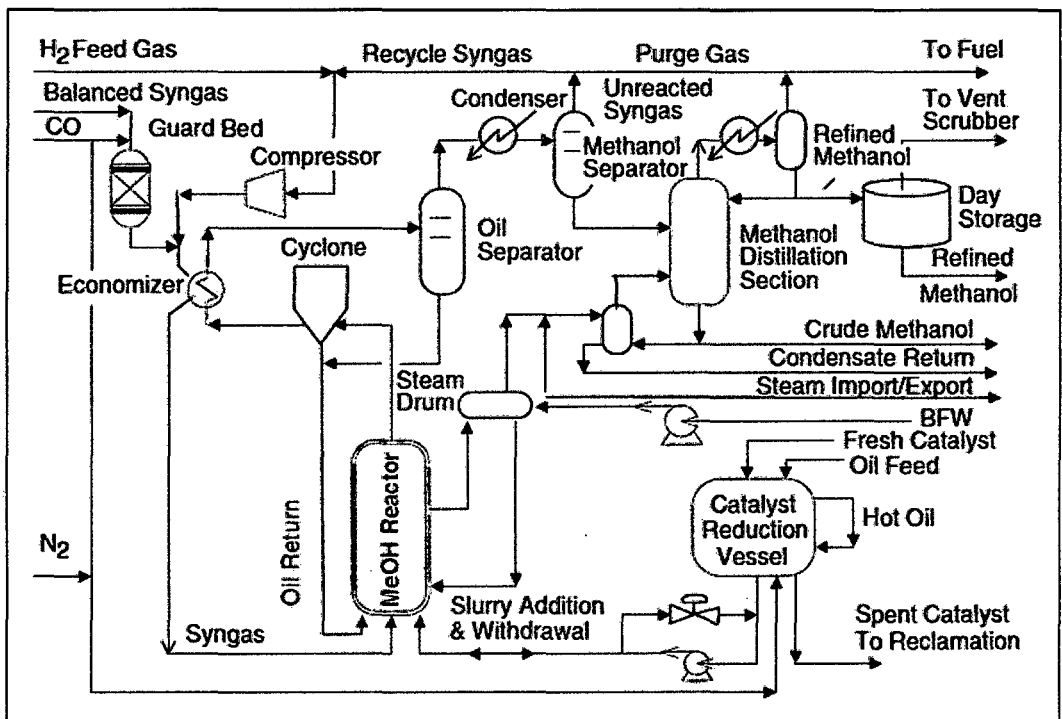 H2 Feed Gas
Recycle Syngas
Purge Gas
To Fuel
Balanced Syngas
CO
Guard Bed
Compressor
Condenser
Unreacted
Syngas
Methanol
Separator
Refined
Methanol
To Vent
Scrubber
Day
Storage
Oil
Separator
Cyclone
Economizer
Methanol
Distillation
Section
Refined
Methanol
Crude Methanol
Condensate Return
Steam Import/Export
Steam
Drum
BFW
Fresh Catalyst
Oil Feed
Catalyst
Reduction
Vessel
Hot Oil
MeOH Reactor
Oil Return
N2
Syngas
Slurry Addition
& Withdrawal
Spent Catalyst
To Reclamation